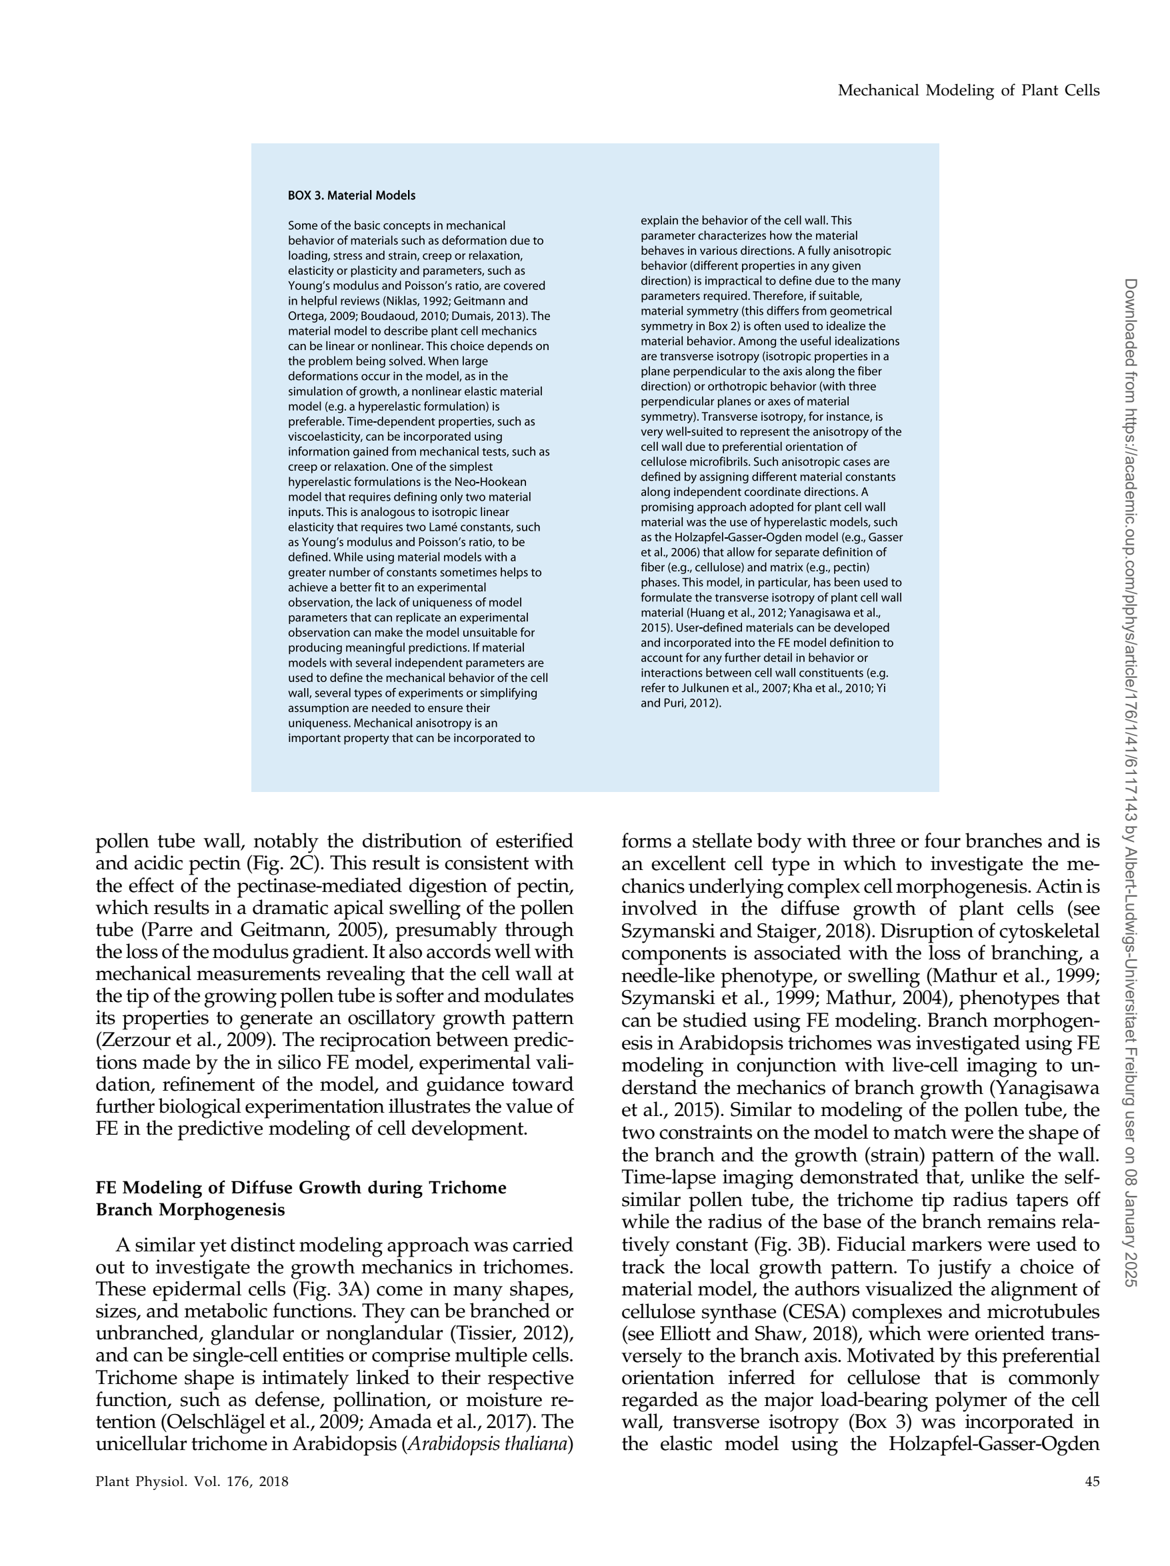 Mechanical Modeling of Plant Cells
BOX 3. Material Models
Some of the basic concepts in mechanical
behavior of materials such as deformation due to
loading, stress and strain, creep or relaxation,
elasticity or plasticity and parameters, such as
Young's modulus and Poisson's ratio, are covered
in helpful reviews (Niklas, 1992; Geitmann and
Ortega, 2009; Boudaoud, 2010; Dumais, 2013). The
material model to describe plant cell mechanics
can be linear or nonlinear. This choice depends on
the problem being solved. When large
deformations occur in the model, as in the
simulation of growth, a nonlinear elastic material
model (e.g. a hyperelastic formulation) is
preferable. Time-dependent properties, such as
viscoelasticity, can be incorporated using
information gained from mechanical tests, such as
creep or relaxation. One of the simplest
hyperelastic formulations is the Neo-Hookean
model that requires defining only two material
inputs. This is analogous to isotropic linear
elasticity that requires two Lamé constants, such
as Young's modulus and Poisson's ratio, to be
defined. While using material models with a
greater number of constants sometimes helps to
achieve a better fit to an experimental
observation, the lack of uniqueness of model
parameters that can replicate an experimental
observation can make the model unsuitable for
producing meaningful predictions. If material
models with several independent parameters are
used to define the mechanical behavior of the cell
wall, several types of experiments or simplifying
assumption are needed to ensure their
uniqueness. Mechanical anisotropy is an
important property that can be incorporated to
explain the behavior of the cell wall. This
parameter characterizes how the material
behaves in various directions. A fully anisotropic
behavior (different properties in any given
direction) is impractical to define due to the many
parameters required. Therefore, if suitable,
material symmetry (this differs from geometrical
symmetry in Box 2) is often used to idealize the
material behavior. Among the useful idealizations
are transverse isotropy (isotropic properties in a
plane perpendicular to the axis along the fiber
direction) or orthotropic behavior (with three
perpendicular planes or axes of material
symmetry). Transverse isotropy, for instance, is
very well-suited to represent the anisotropy of the
cell wall due to preferential orientation of
cellulose microfibrils. Such anisotropic cases are
defined by assigning different material constants
along independent coordinate directions. A
promising approach adopted for plant cell wall
material was the use of hyperelastic models, such
as the Holzapfel-Gasser-Ogden model (e.g., Gasser
et al., 2006) that allow for separate definition of
fiber (e.g., cellulose) and matrix (e.g., pectin)
phases. This model, in particular, has been used to
formulate the transverse isotropy of plant cell wall
material (Huang et al., 2012; Yanagisawa et al.,
2015). User-defined materials can be developed
and incorporated into the FE model definition to
account for any further detail in behavior or
interactions between cell wall constituents (e.g.
refer to Julkunen et al., 2007; Kha et al., 2010; Yi
and Puri, 2012).
pollen tube wall, notably the distribution of esterified
and acidic pectin (Fig. 2C). This result is consistent with
the effect of the pectinase-mediated digestion of pectin,
which results in a dramatic apical swelling of the pollen
tube (Parre and Geitmann, 2005), presumably through
the loss of the modulus gradient. It also accords well with
mechanical measurements revealing that the cell wall at
the tip of the growing pollen tube is softer and modulates
its properties to generate an oscillatory growth pattern
(Zerzour et al., 2009). The reciprocation between predic-
tions made by the in silico FE model, experimental vali-
dation, refinement of the model, and guidance toward
further biological experimentation illustrates the value of
FE in the predictive modeling of cell development.
FE Modeling of Diffuse Growth during Trichome
Branch Morphogenesis
A similar yet distinct modeling approach was carried
out to investigate the growth mechanics in trichomes.
These epidermal cells (Fig. 3A) come in many shapes,
sizes, and metabolic functions. They can be branched or
unbranched, glandular or nonglandular (Tissier, 2012),
and can be single-cell entities or comprise multiple cells.
Trichome shape is intimately linked to their respective
function, such as defense, pollination, or moisture re-
tention (Oelschlägel et al., 2009; Amada et al., 2017). The
unicellular trichome in Arabidopsis (Arabidopsis thaliana)
forms a stellate body with three or four branches and is
an excellent cell type in which to investigate the me-
chanics underlying complex cell morphogenesis. Actin is
involved in the diffuse growth of plant cells (see
Szymanski and Staiger, 2018). Disruption of cytoskeletal
components is associated with the loss of branching, a
needle-like phenotype, or swelling (Mathur et al., 1999;
Szymanski et al., 1999; Mathur, 2004), phenotypes that
can be studied using FE modeling. Branch morphogen-
esis in Arabidopsis trichomes was investigated using FE
modeling in conjunction with live-cell imaging to un-
derstand the mechanics of branch growth (Yanagisawa
et al., 2015). Similar to modeling of the pollen tube, the
two constraints on the model to match were the shape of
the branch and the growth (strain) pattern of the wall.
Time-lapse imaging demonstrated that, unlike the self-
similar pollen tube, the trichome tip radius tapers off
while the radius of the base of the branch remains rela-
tively constant (Fig. 3B). Fiducial markers were used to
track the local growth pattern. To justify a choice of
material model, the authors visualized the alignment of
cellulose synthase (CESA) complexes and microtubules
(see Elliott and Shaw, 2018), which were oriented trans-
versely to the branch axis. Motivated by this preferential
orientation inferred for cellulose that is commonly
regarded as the major load-bearing polymer of the cell
wall, transverse isotropy (Box 3) was incorporated in
the elastic model using the Holzapfel-Gasser-Ogden
Plant Physiol. Vol. 176, 2018
45
Downloaded from https://academic.oup.com/plphys/article/176/1/41/6117143 by Albert-Ludwigs-Universitaet Freiburg user on 08 January 2025